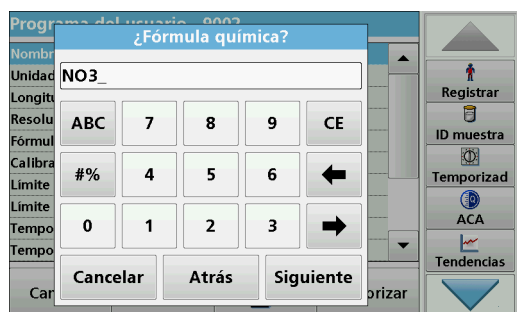 Progr
del usuario
9002
¿Fórmula química?
Nombr
NO3_
Unidad
Longitu
Resolu
Fórmul
Calibra
Límite
Límite
Tempo
Tempo
ABC 7 8 9 CE
#% 4 5 6
0 1 2 3
Cancelar Atrás Siguiente
Can
orizar
Registrar
ID muestra
Temporizad
ACA
Tendencias